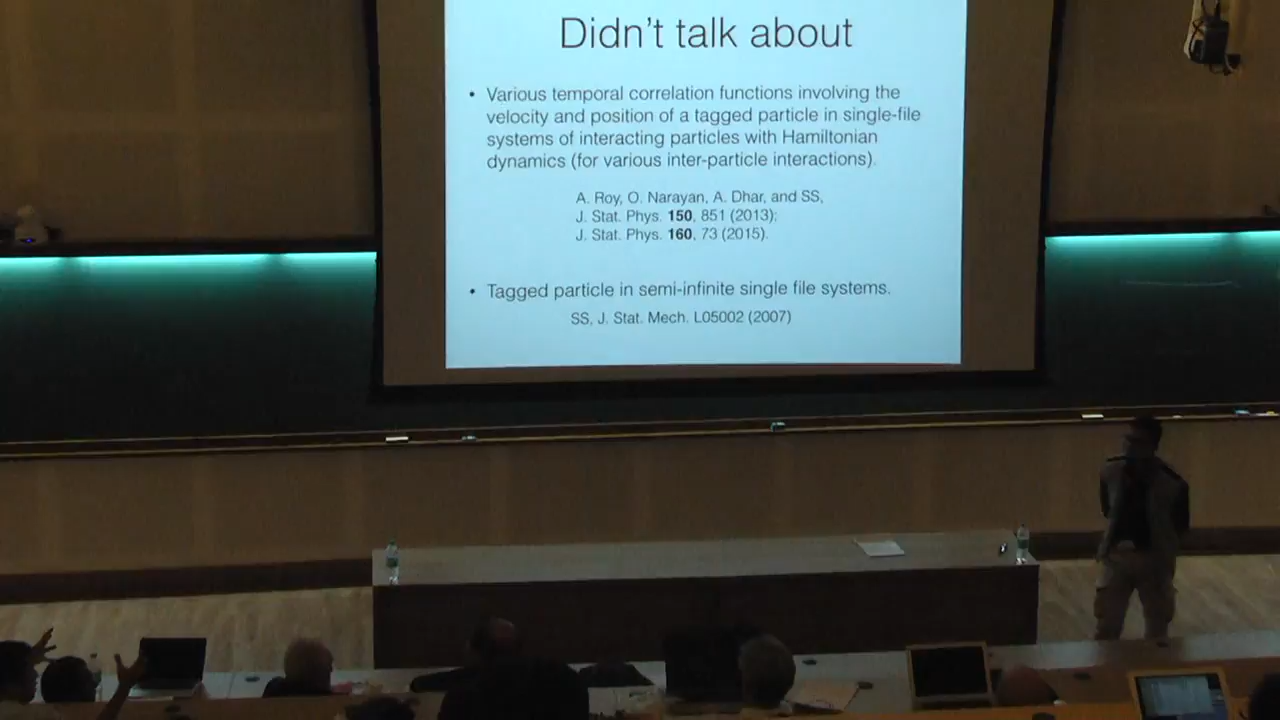 Didn't talk about
• Various temporal correlation functions involving the
velocity and position of a tagged particle in single-file
systems of interacting particles with Hamiltonian
dynamics (for various inter-particle interactions).
A. Roy, O. Narayan, A. Dhar, and SS,
J. Stat. Phys. 150, 851 (2013);
J. Stat. Phys. 160, 73 (2015).
• Tagged particle in semi-infinite single file systems.
SS, J. Stat. Mech. L05002 (2007)